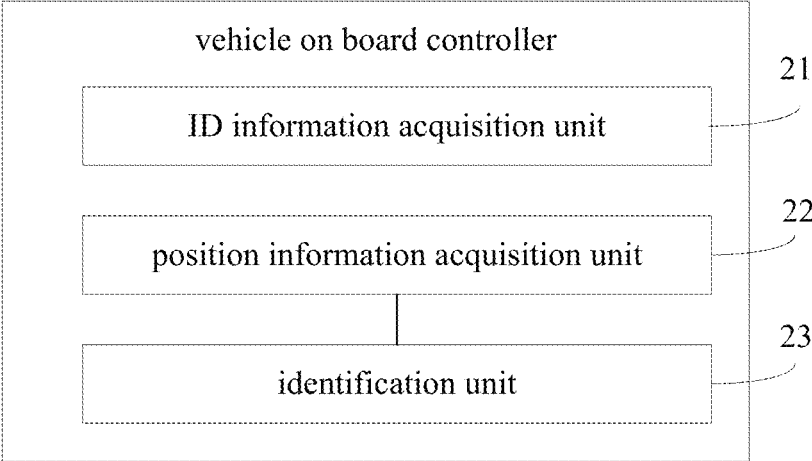 vehicle on board controller
21
ID information acquisition unit
22
position information acquisition unit
23
identification unit